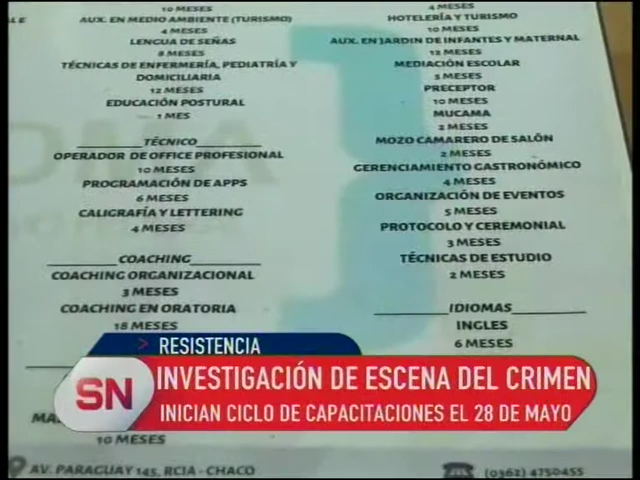 10 MESES
AUX. EN MEDIO AMBIENTE (TURISMO)
4 MESES
LENGUA DE SEÑAS
8 MESES
TÉCNICAS DE ENFERMERÍA, PEDIATRÍA Y
DOMICILIARIA
12 MESES
EDUCACIÓN POSTURAL
1 MES
TÉCNICO
OPERADOR DE OFFICE PROFESIONAL
10 MESES
PROGRAMACIÓN DE APPS
6 MESES
CALIGRAFÍA Y LETTERING
4 MESES
COACHING
COACHING ORGANIZACIONAL
3 MESES
COACHING EN ORATORIA
18 MESES
10 MESES
4 MESES
HOTELERÍA Y TURISMO
10 MESES
AUX. EN JARDIN DE INFANTES Y MATERNAL
12 MESES
MEDIACIÓN ESCOLAR
5 MESES
PRECEPTOR
10 MESES
MUCAMA
2 MESES
MOZO CAMARERO DE SALÓN
2 MESES
GERENCIAMIENTO GASTRONÓMICO
4 MESES
ORGANIZACIÓN DE EVENTOS
5 MESES
PROTOCOLO Y CEREMONIAL
3 MESES
TÉCNICAS DE ESTUDIO
2 MESES
IDIOMAS
INGLES
6 MESES
> RESISTENCIA
SN
INVESTIGACIÓN DE ESCENA DEL CRIMEN
INICIAN CICLO DE CAPACITACIONES EL 28 DE MAYO
AV. PARAGUAY 145, RCIA - CHACO
(0362) 4750455